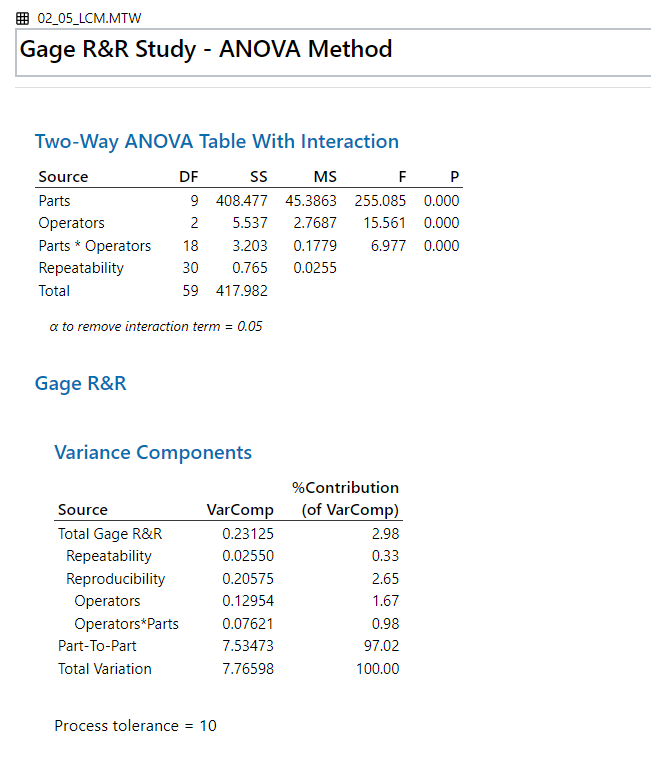 02_05_LCM.MTW
Gage R&R Study - ANOVA Method
Two-Way ANOVA Table With Interaction
Source DF SS MS F P
Parts 9 408.477 45.3863 255.085 0.000
Operators 2 5.537 2.7687 15.561 0.000
Parts * Operators 18 3.203 0.1779 6.977 0.000
Repeatability 30 0.765 0.0255
Total 59 417.982
α to remove interaction term = 0.05
Gage R&R
Variance Components
%Contribution
Source VarComp (of VarComp)
Total Gage R&R 0.23125 2.98
Repeatability 0.02550 0.33
Reproducibility 0.20575 2.65
Operators 0.12954 1.67
Operators*Parts 0.07621 0.98
Part-To-Part 7.53473 97.02
Total Variation 7.76598 100.00
Process tolerance = 10